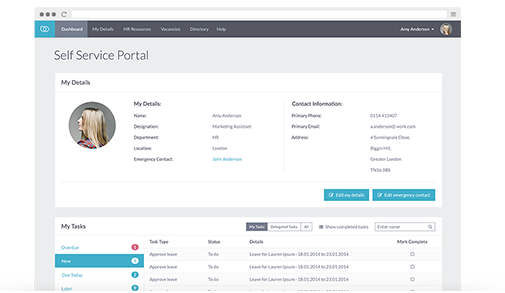 Dashboard My Details HR Resources Vacancies Directory Help Amy Anderson
Self Service Portal
My Details
My Details:
Name: Amy Anderson
Designation: Marketing Assistant
Department: HR
Location: London
Emergency Contact: John Anderson
Contact Information:
Primary Phone: 0114 415407
Primary Email: a.anderson@work.com
Address: 4 Sunningvale Close,
Biggin Hill,
Greater London
TN16 3BS
Edit my details Edit emergency contact
My Tasks My Tasks Delegated Tasks All Show completed tasks Enter name
Overdue
New 1
Due Today 2
Later
Task Type Status Details Mark Complete
Approve leave To do Leave for Lauren Ipsum - 18.01.2014 to 23.01.2014
Approve leave To do Leave for Lauren Ipsum - 18.01.2014 to 23.01.2014
Approve leave To do Leave for Lauren Ipsum - 18.01.2014 to 23.01.2014
Approve leave To do Leave for Lauren Ipsum - 18.01.2014 to 23.01.2014